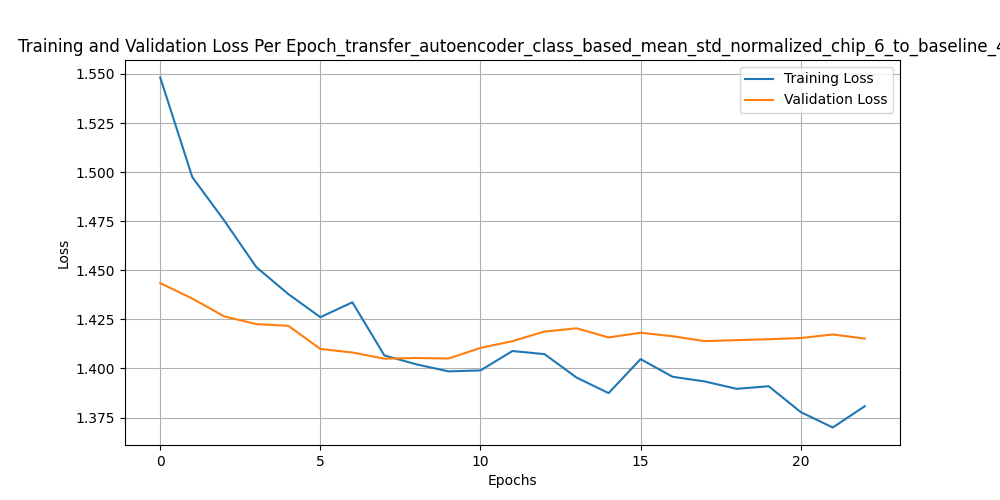 Training and Validation Loss Per Epoch_transfer_autoencoder_class_based_mean_std_normalized_chip_6_to_baseline_4
Training Loss
Validation Loss
1.550
1.525
1.500
1.475
1.450
1.425
1.400
1.375
Loss
0 5 10 15 20
Epochs